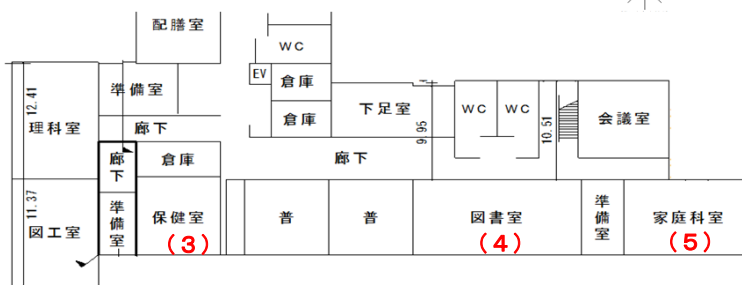 配膳室
WC
EV
倉庫
準備室
倉庫
下足室
WC
WC
会議室
12.41
理科室
廊下
9.95
10.51
廊下
倉庫
廊下
11.37
図工室
準備室
保健室
(3)
普
普
図書室
(4)
準備室
家庭科室
(5)